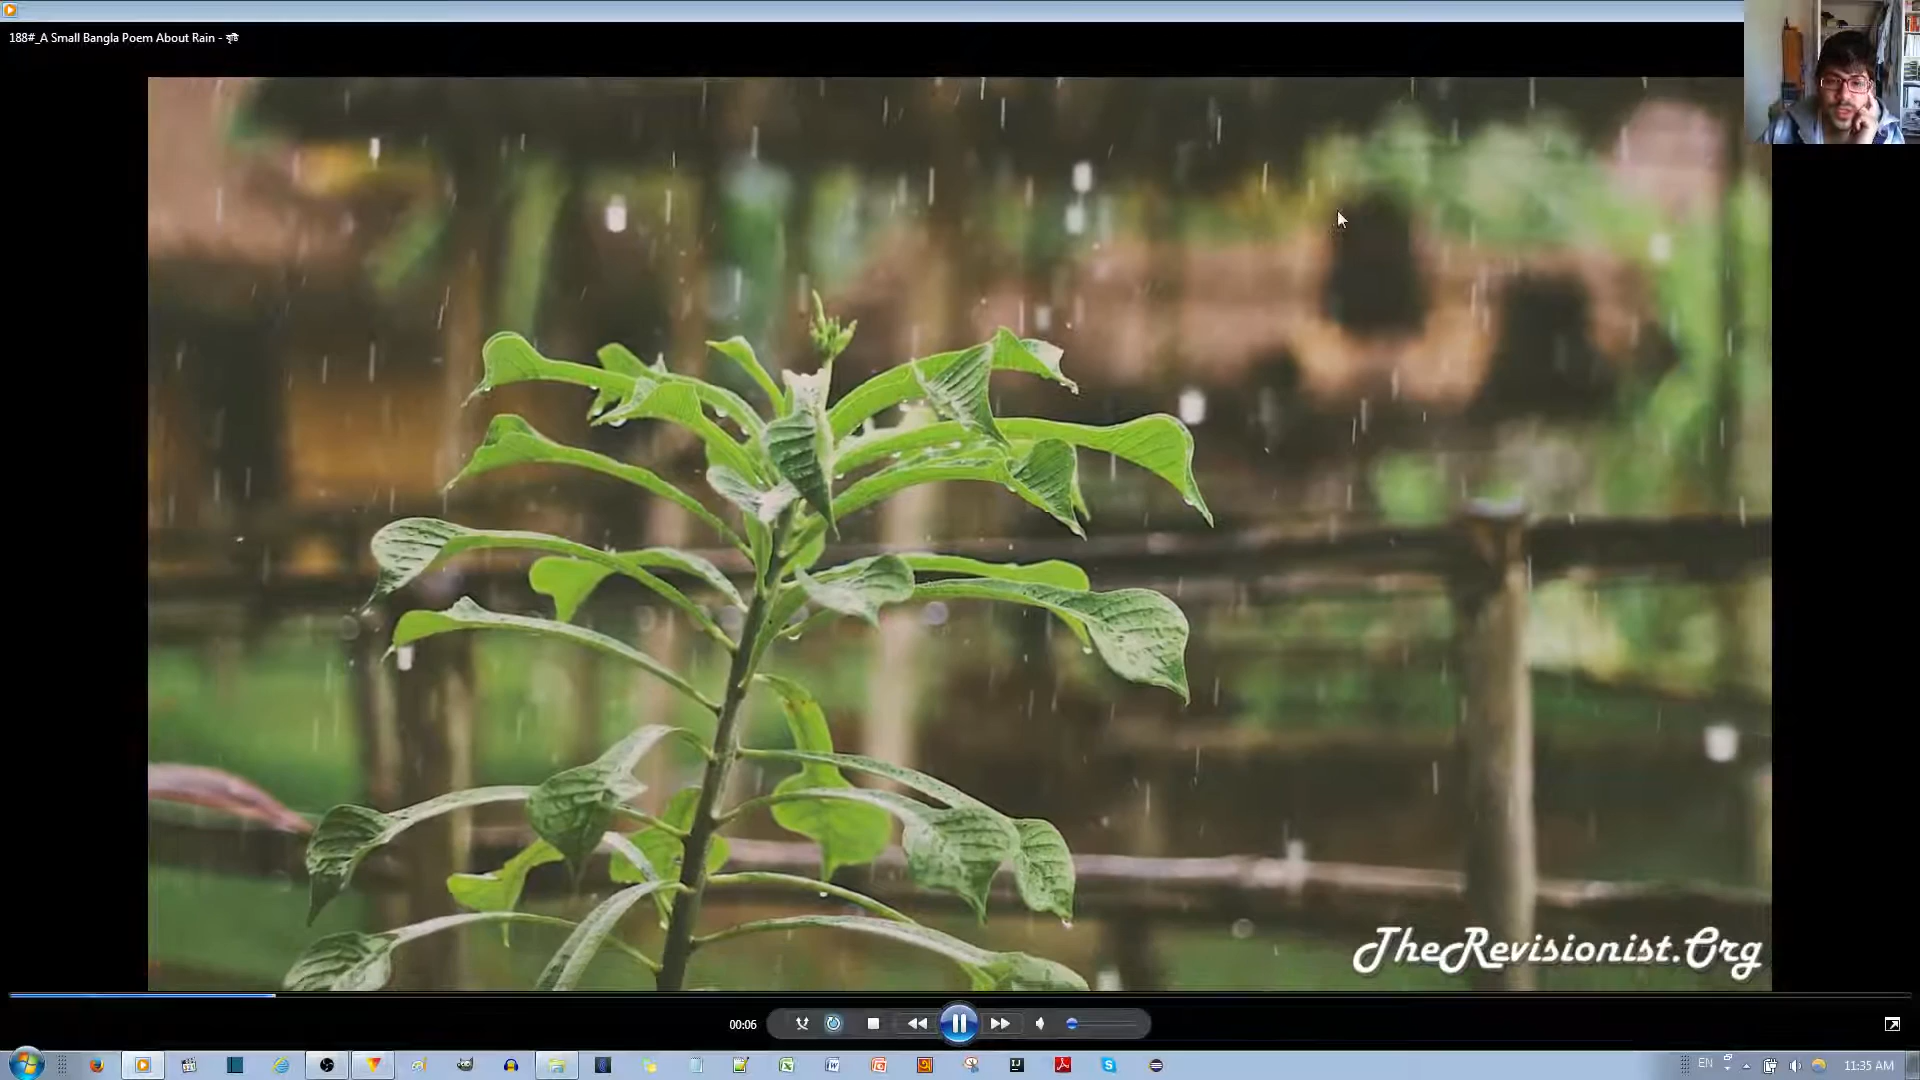 188#_A Small Bangla Poem About Rain - বৃষ্টি
TheRevisionist.Org
00:06
EN
11:35 AM